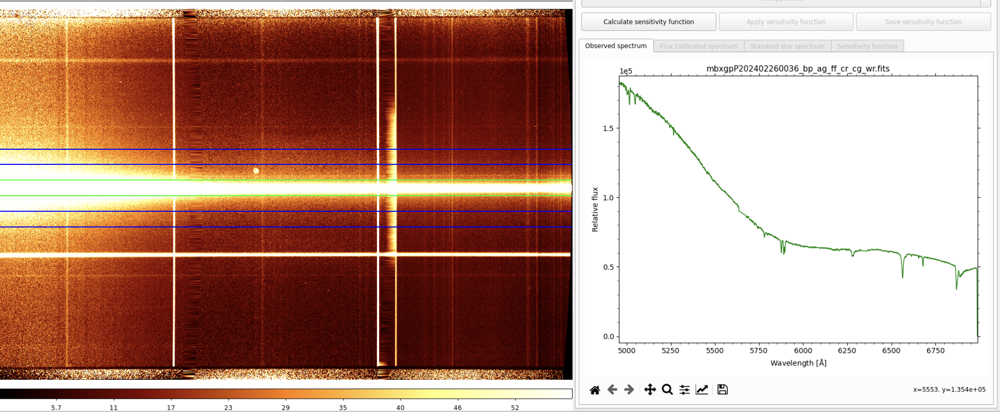 Not applicable
Calculate sensitivity function
Apply sensitivity function
Save sensitivity function
Observed spectrum
Flux calibrated spectrum
Standard star spectrum
Sensitivity function
1e5
mbxgpP202402260036_bp_ag_ff_cr_cg_wr.fits
1.5
1.0
0.5
0.0
Relative flux
5000 5250 5500 5750 6000 6250 6500 6750
Wavelength [Å]
x=5553. y=1.354e+05
5.7 11 17 23 29 35 40 46 52